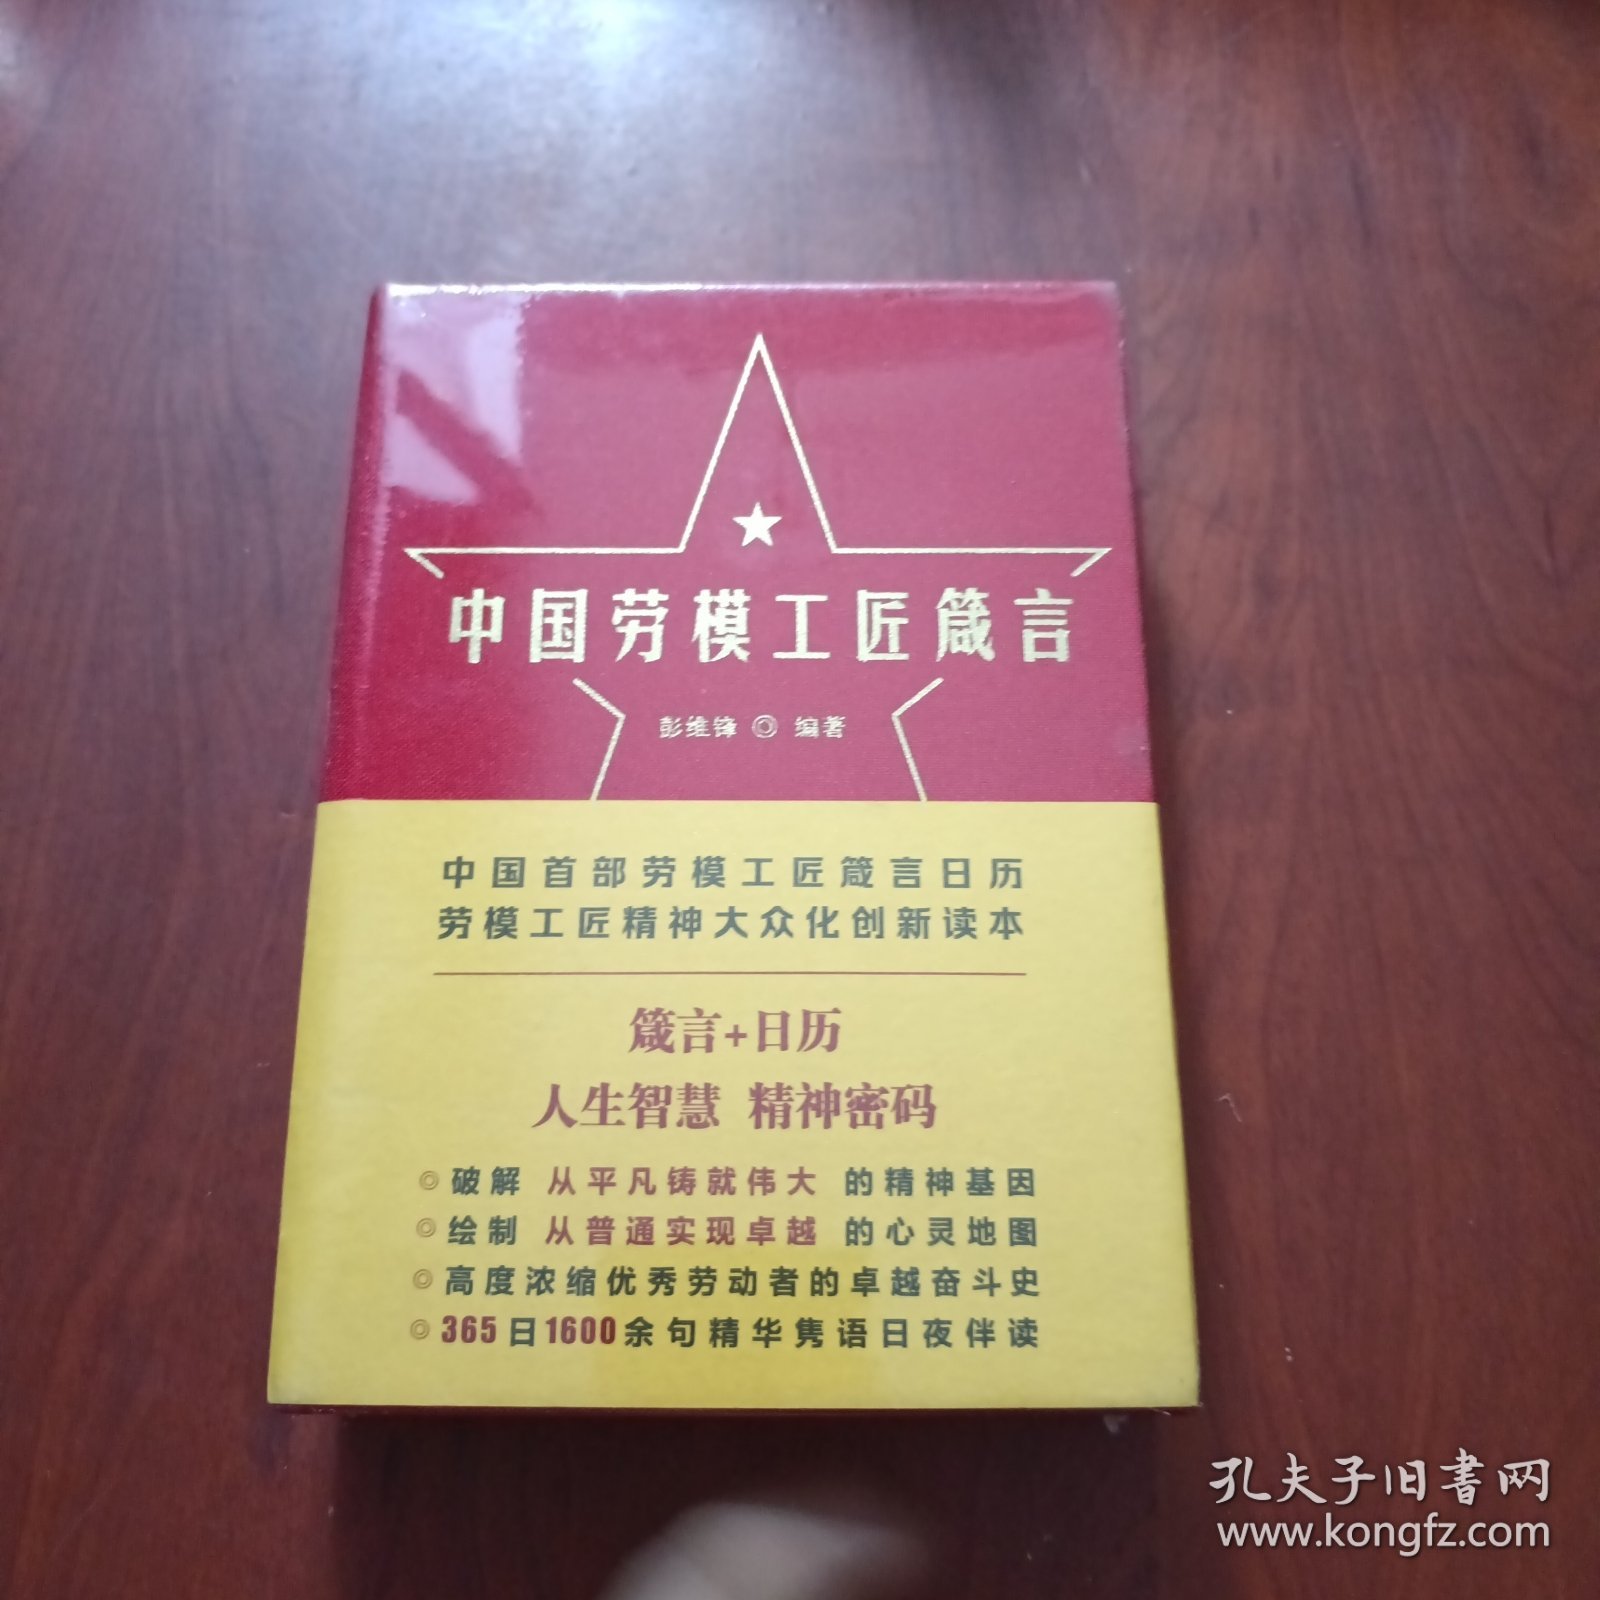 中国劳模工匠箴言
彭维锋 ◎ 编著
中国首部劳模工匠箴言日历
劳模工匠精神大众化创新读本
箴言+日历
人生智慧 精神密码
◎破解 从平凡铸就伟大 的精神基因
◎绘制 从普通实现卓越 的心灵地图
◎高度浓缩优秀劳动者的卓越奋斗史
◎365日1600余句精华隽语日夜伴读
孔夫子旧书网
www.kongfz.com